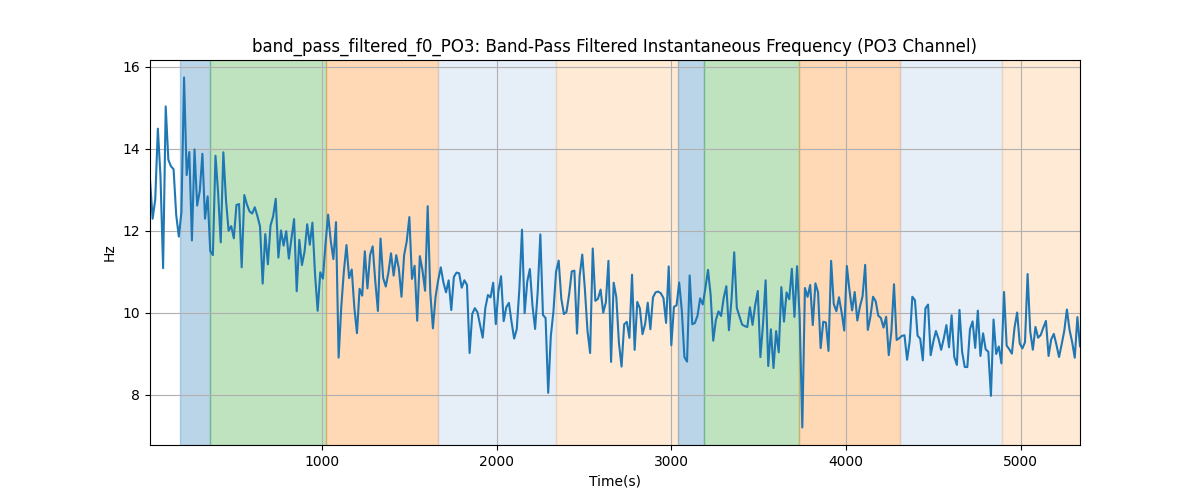 band_pass_filtered_f0_PO3: Band-Pass Filtered Instantaneous Frequency (PO3 Channel)
16
14
12
10
8
Hz
1000 2000 3000 4000 5000
Time(s)